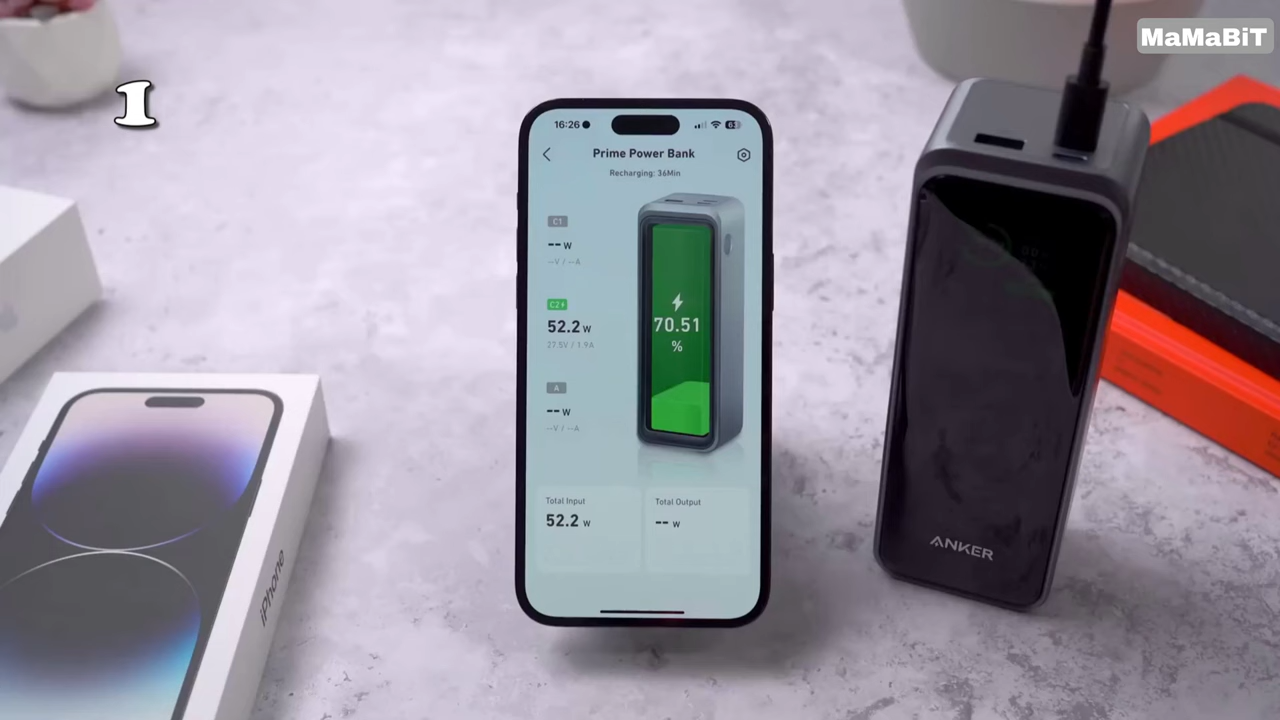 MaMaBiT
1
16:26
63
Prime Power Bank
Recharging: 36Min
C1
-- W
--V / --A
C2
52.2 W
27.5V / 1.9A
70.51
%
A
-- W
--V / --A
Total Input
52.2 W
Total Output
-- W
ANKER
iPhone